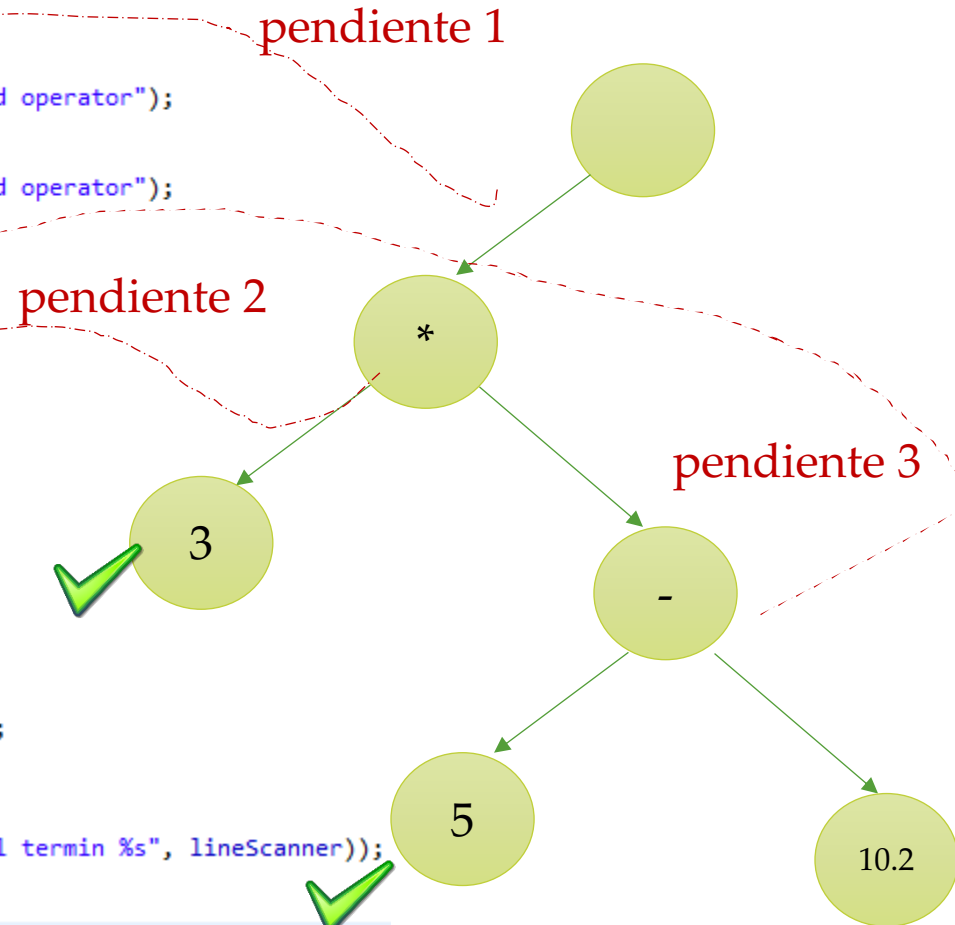 pendiente 1
d operator");
d operator");
pendiente 2
*
pendiente 3
3
-
;
5
l termin %s", lineScanner));
10.2